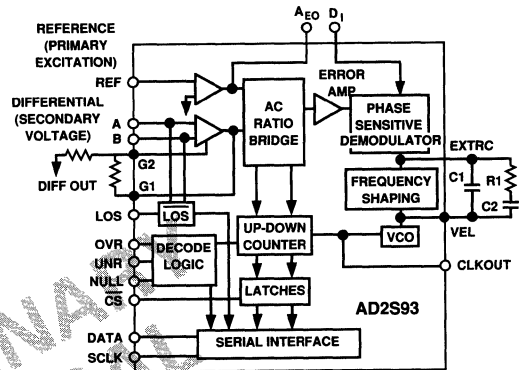 A_EO D_I
REFERENCE
(PRIMARY
EXCITATION)
REF
DIFFERENTIAL
(SECONDARY
VOLTAGE)
A
B
G2
DIFF OUT
G1
LOS
LOS
OVR
UNR
NULL
CS
DATA
SCLK
AC
RATIO
BRIDGE
ERROR
AMP
PHASE
SENSITIVE
DEMODULATOR
EXTRC
FREQUENCY
SHAPING
C1
R1
C2
VEL
UP-DOWN
COUNTER
VCO
CLKOUT
DECODE
LOGIC
LATCHES
AD2S93
SERIAL INTERFACE